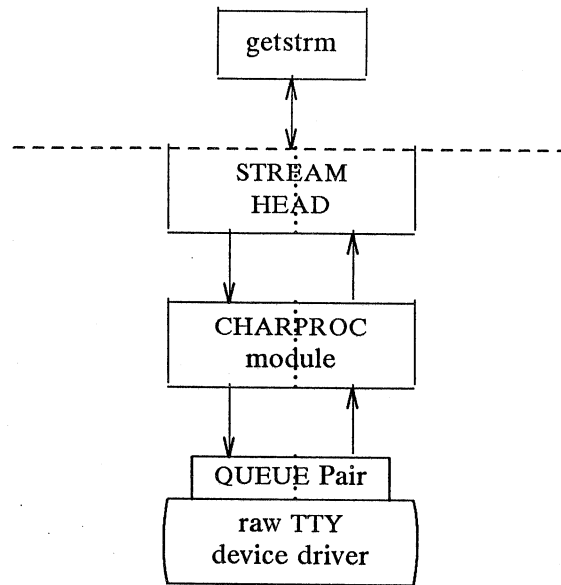 getstrm
STREAM
HEAD
CHARPROC
module
QUEUE Pair
raw TTY
device driver